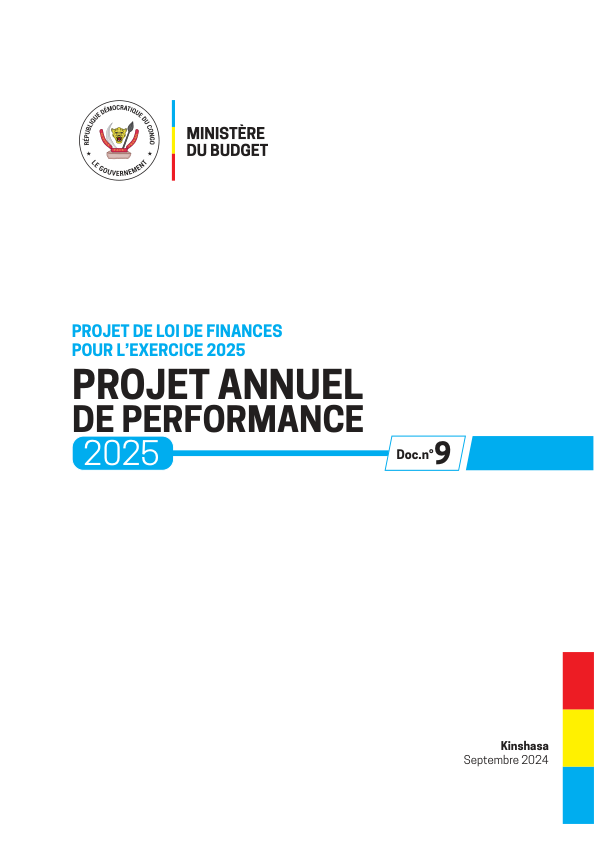 RÉPUBLIQUE DÉMOCRATIQUE DU CONGO
LE GOUVERNEMENT
MINISTÈRE
DU BUDGET
PROJET DE LOI DE FINANCES
POUR L'EXERCICE 2025
PROJET ANNUEL
DE PERFORMANCE
2025
Doc.n°9
Kinshasa
Septembre 2024